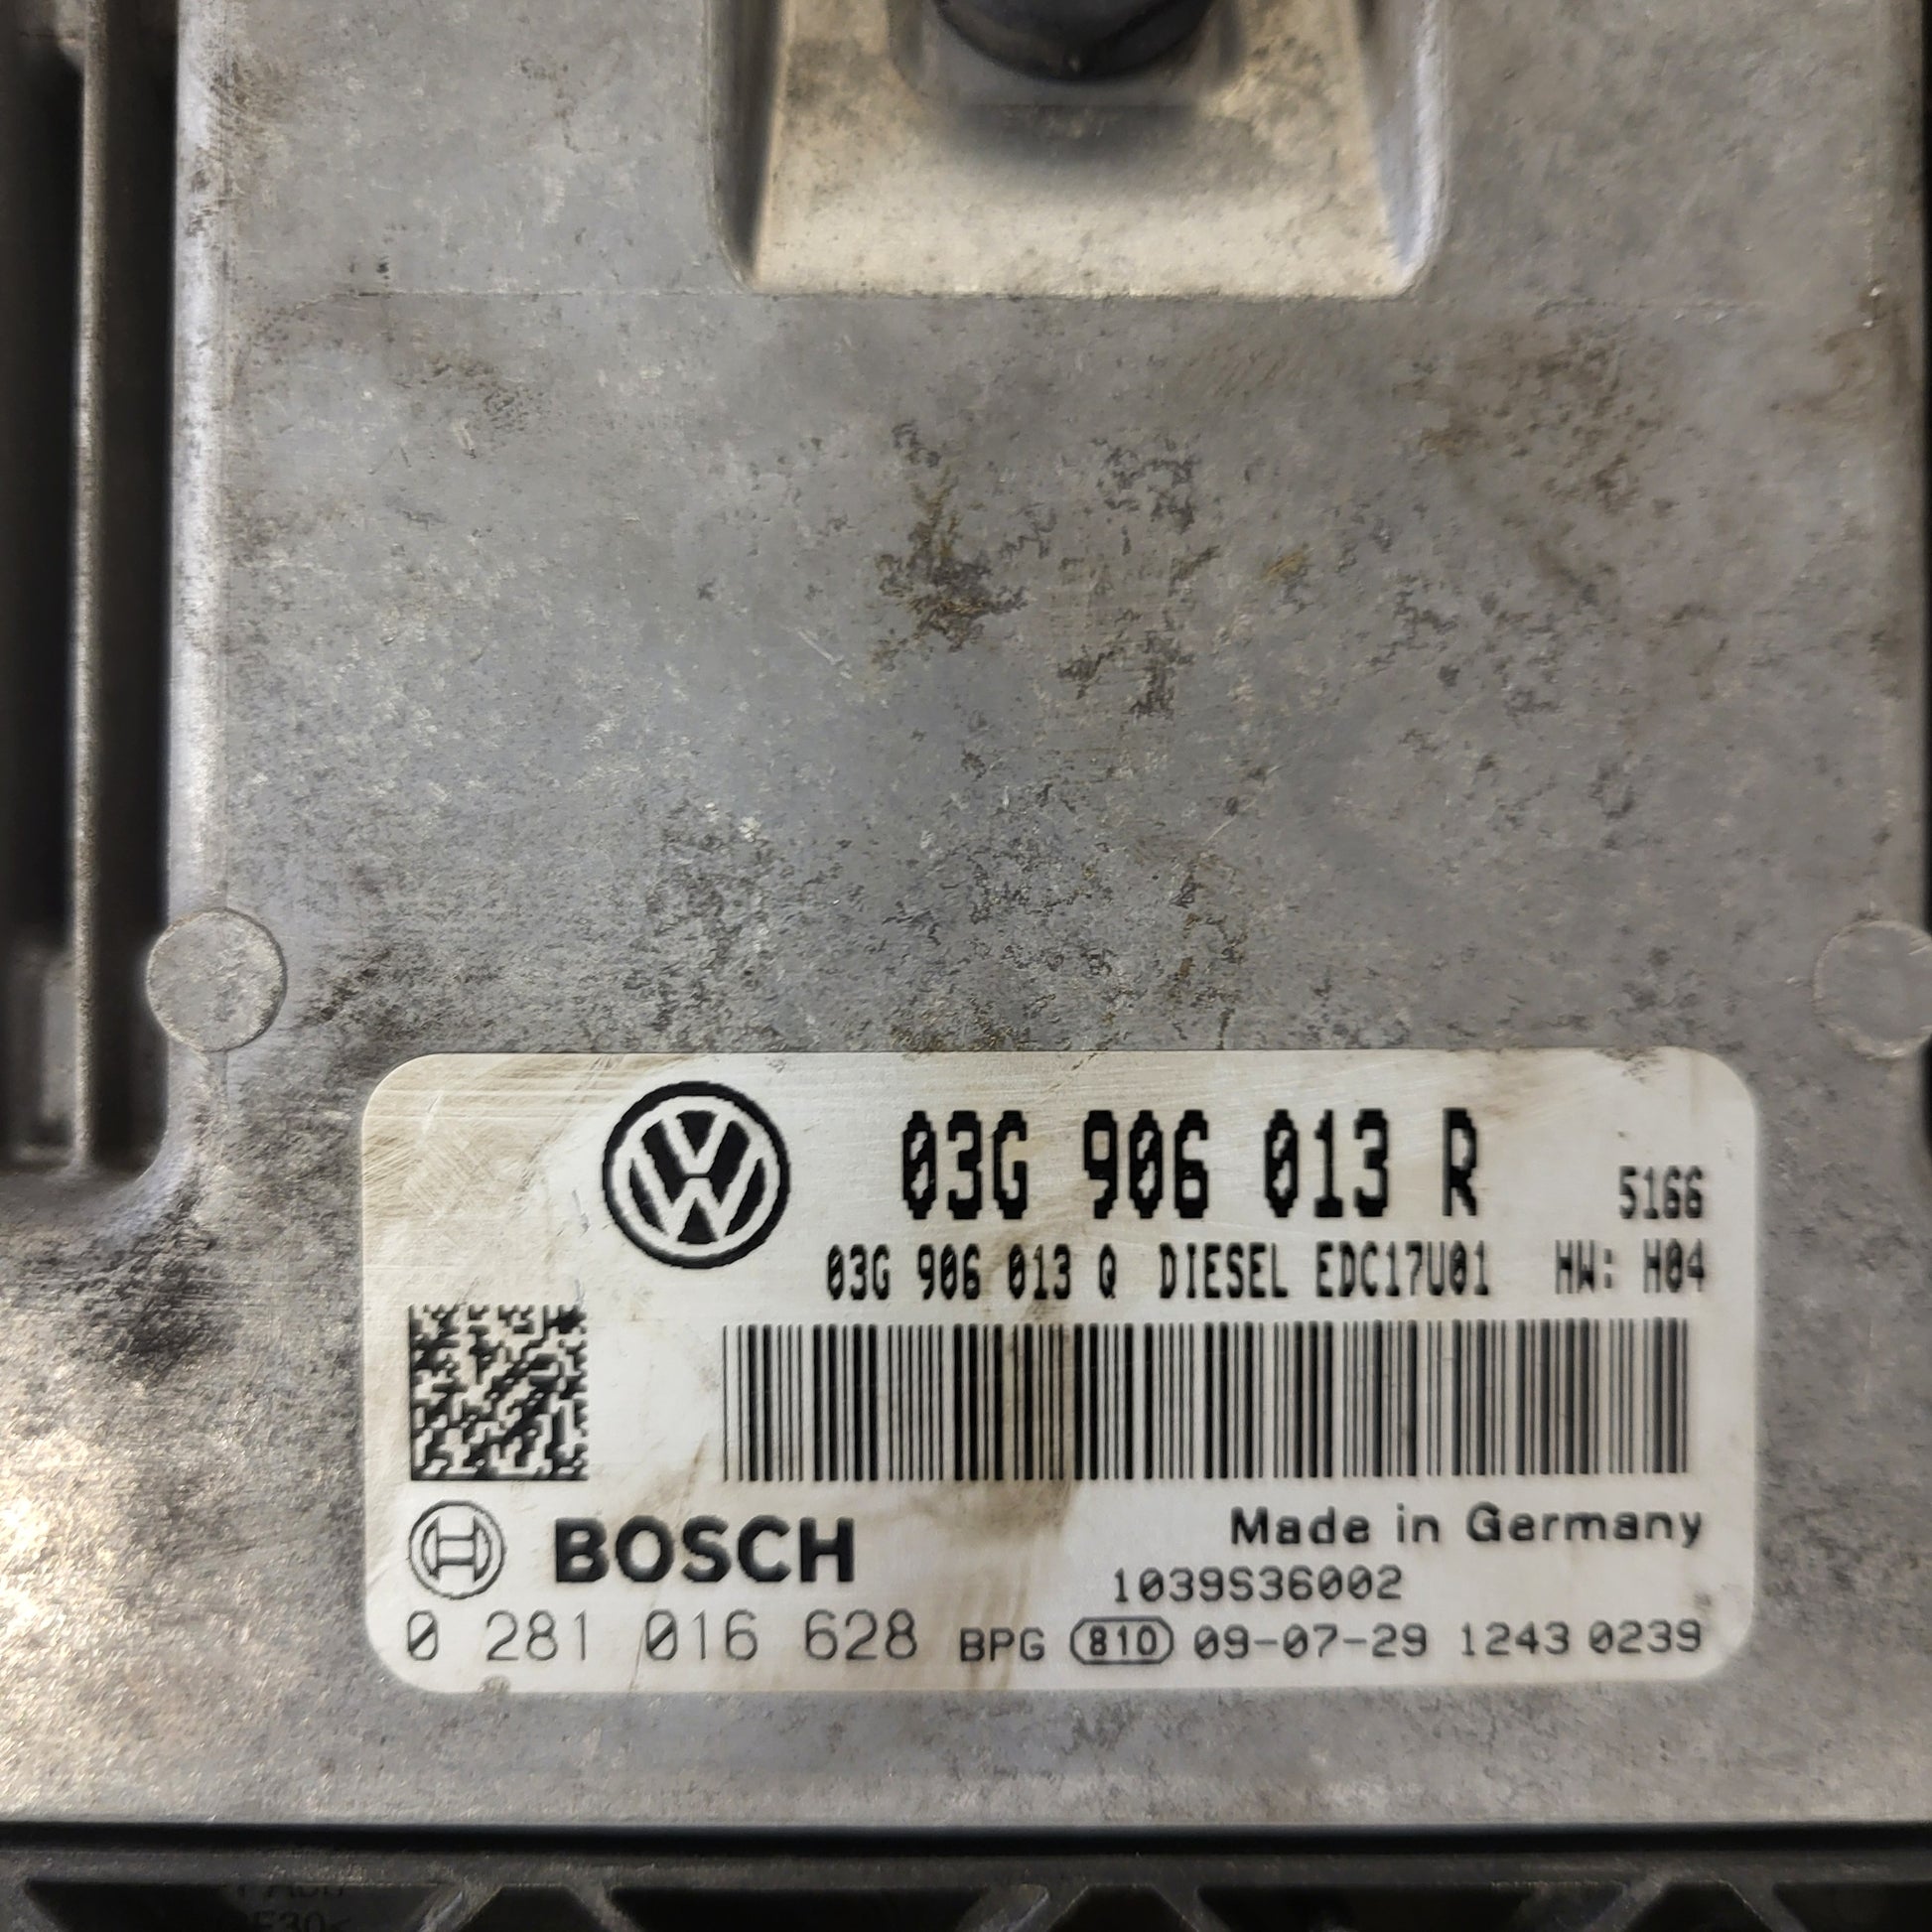 03G 906 013 R
5166
03G 906 013 Q DIESEL EDC17U01 HW: H04
BOSCH
Made in Germany
1039S36002
0 281 016 628 BPG 810 09-07-29 1243 0239